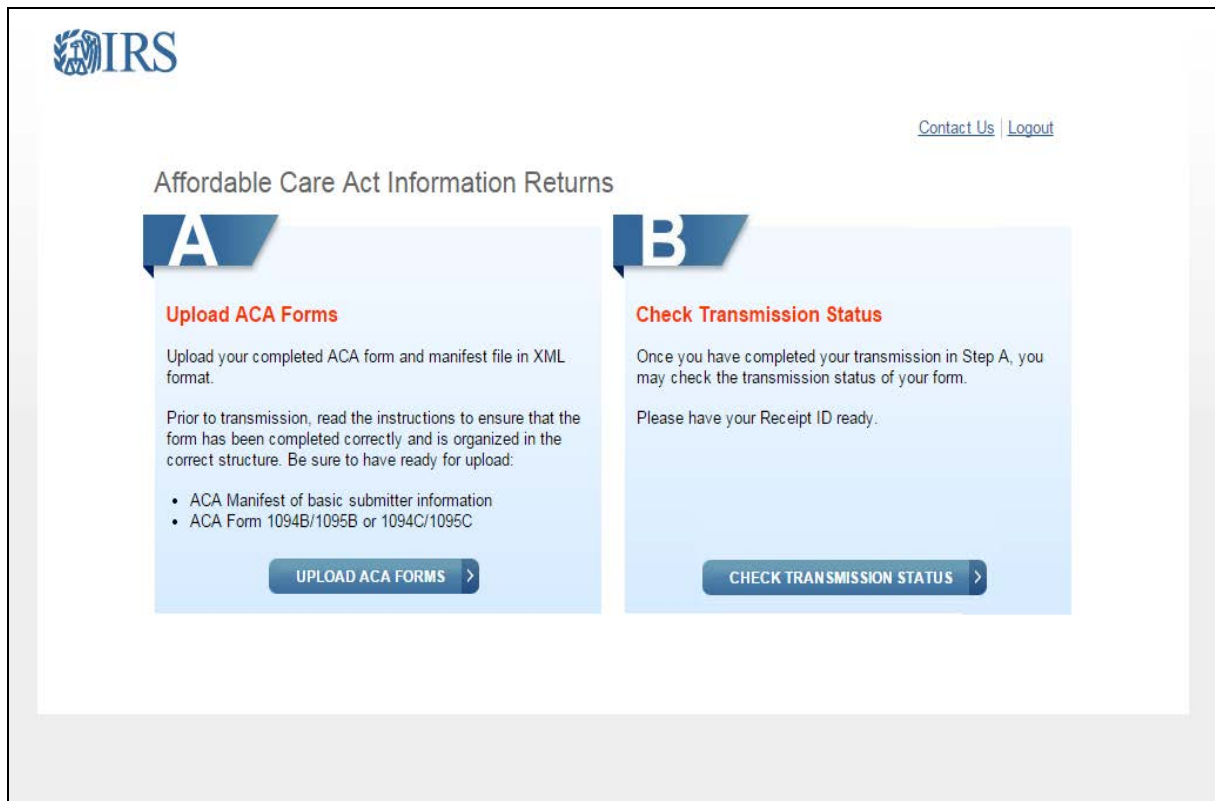 IRS
Contact Us | Logout
Affordable Care Act Information Returns
A
Upload ACA Forms
Upload your completed ACA form and manifest file in XML
format.
Prior to transmission, read the instructions to ensure that the
form has been completed correctly and is organized in the
correct structure. Be sure to have ready for upload:
• ACA Manifest of basic submitter information
• ACA Form 1094B/1095B or 1094C/1095C
UPLOAD ACA FORMS >
B
Check Transmission Status
Once you have completed your transmission in Step A, you
may check the transmission status of your form.
Please have your Receipt ID ready.
CHECK TRANSMISSION STATUS >